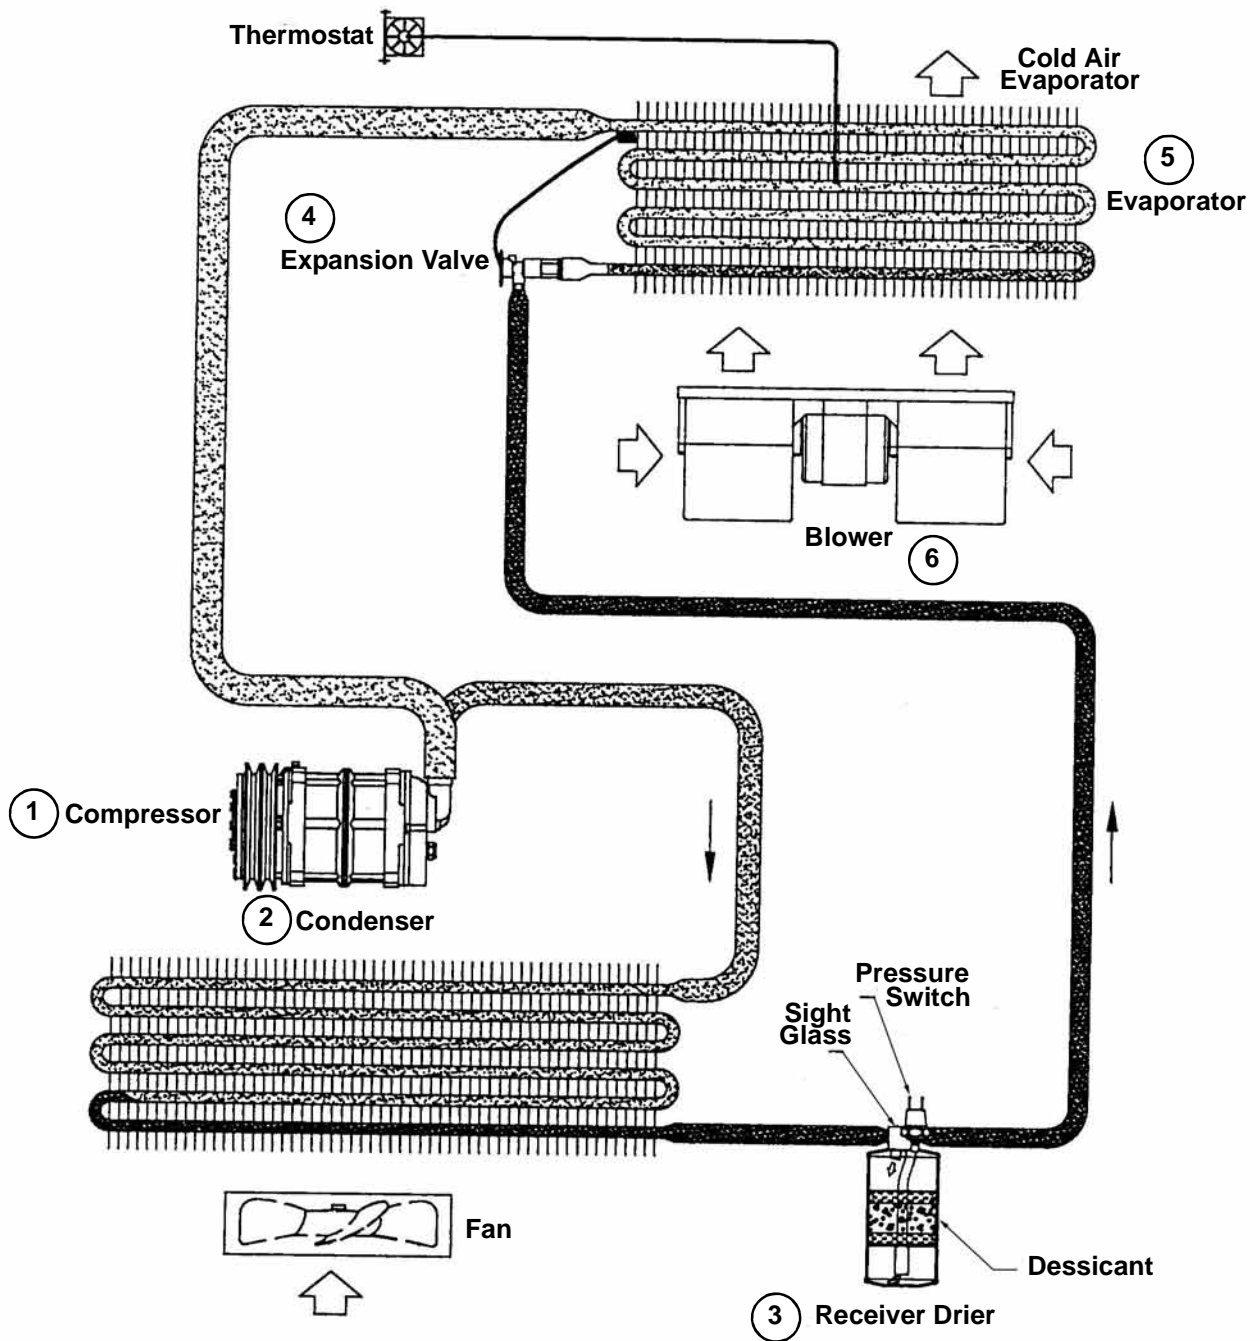 Thermostat
Cold Air
Evaporator
5
Evaporator
4
Expansion Valve
Blower
6
1 Compressor
2 Condenser
Pressure
Switch
Sight
Glass
Fan
Dessicant
3 Receiver Drier